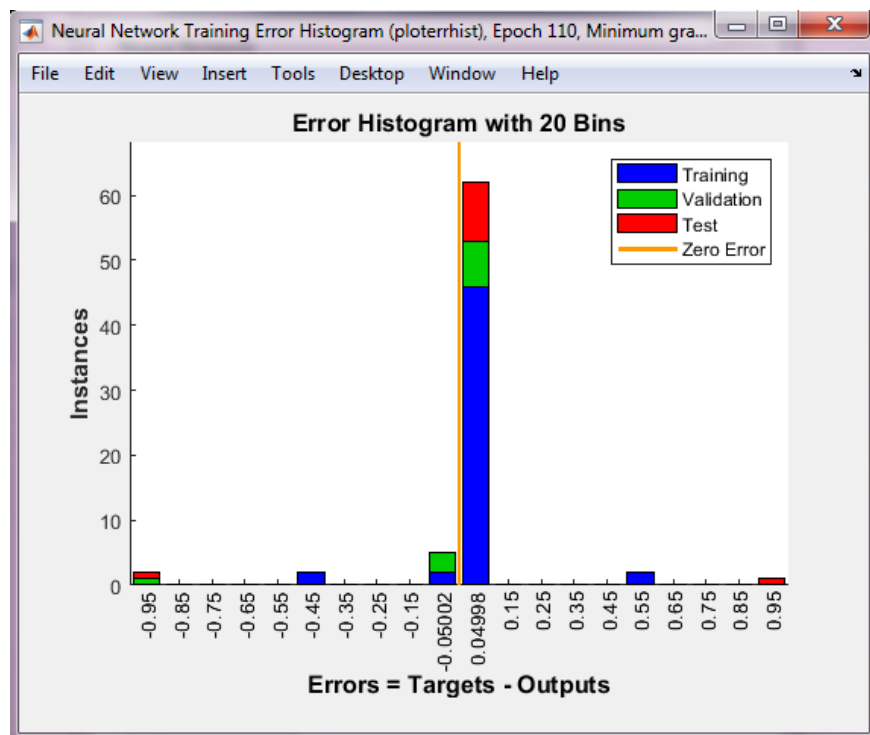 Neural Network Training Error Histogram (ploterrhist), Epoch 110, Minimum gra...
File Edit View Insert Tools Desktop Window Help
Error Histogram with 20 Bins
Training
Validation
Test
Zero Error
Instances
60
50
40
30
20
10
0
-0.95 -0.85 -0.75 -0.65 -0.55 -0.45 -0.35 -0.25 -0.15 -0.05002 0.04998 0.15 0.25 0.35 0.45 0.55 0.65 0.75 0.85 0.95
Errors = Targets - Outputs